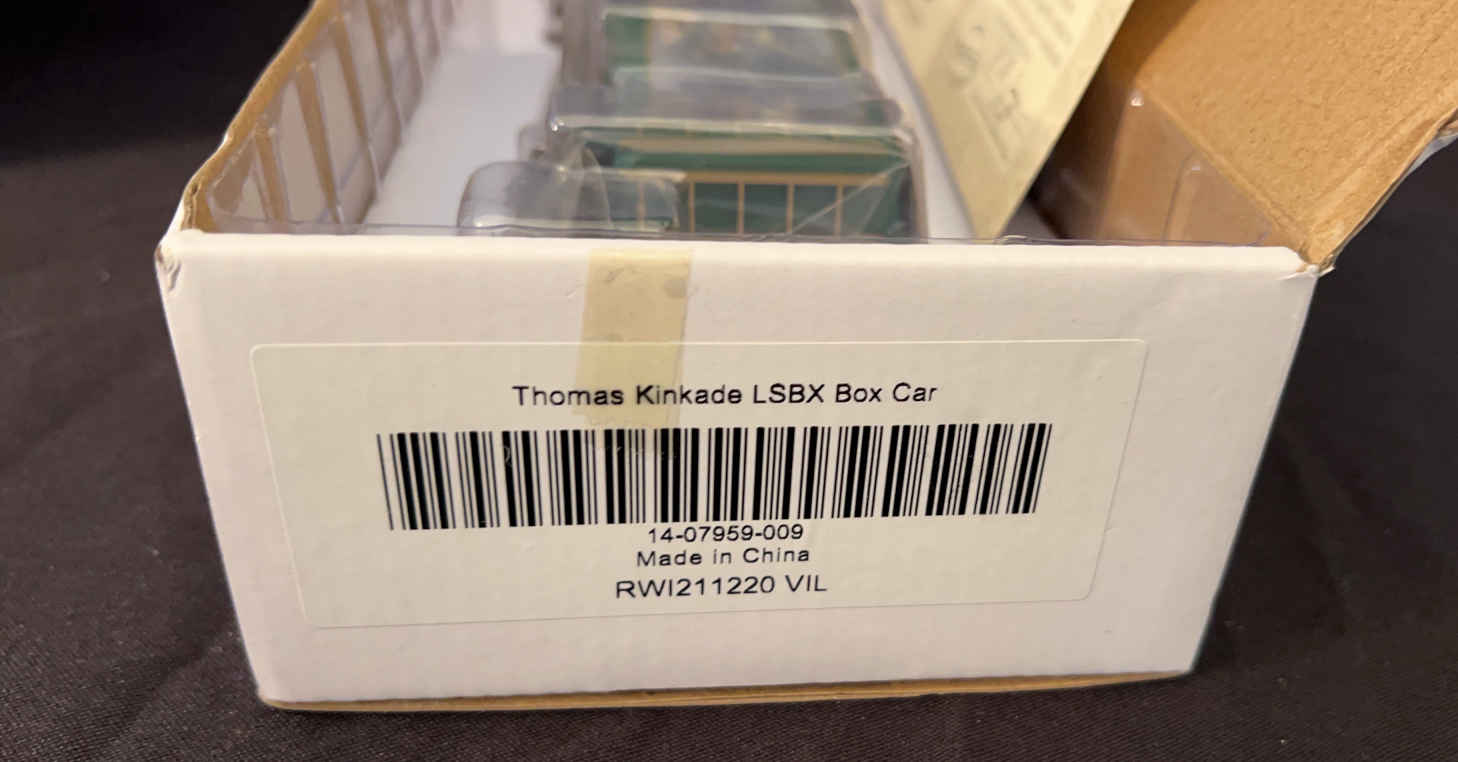 Thomas Kinkade LSBX Box Car
14-07959-009
Made in China
RWI211220 VIL